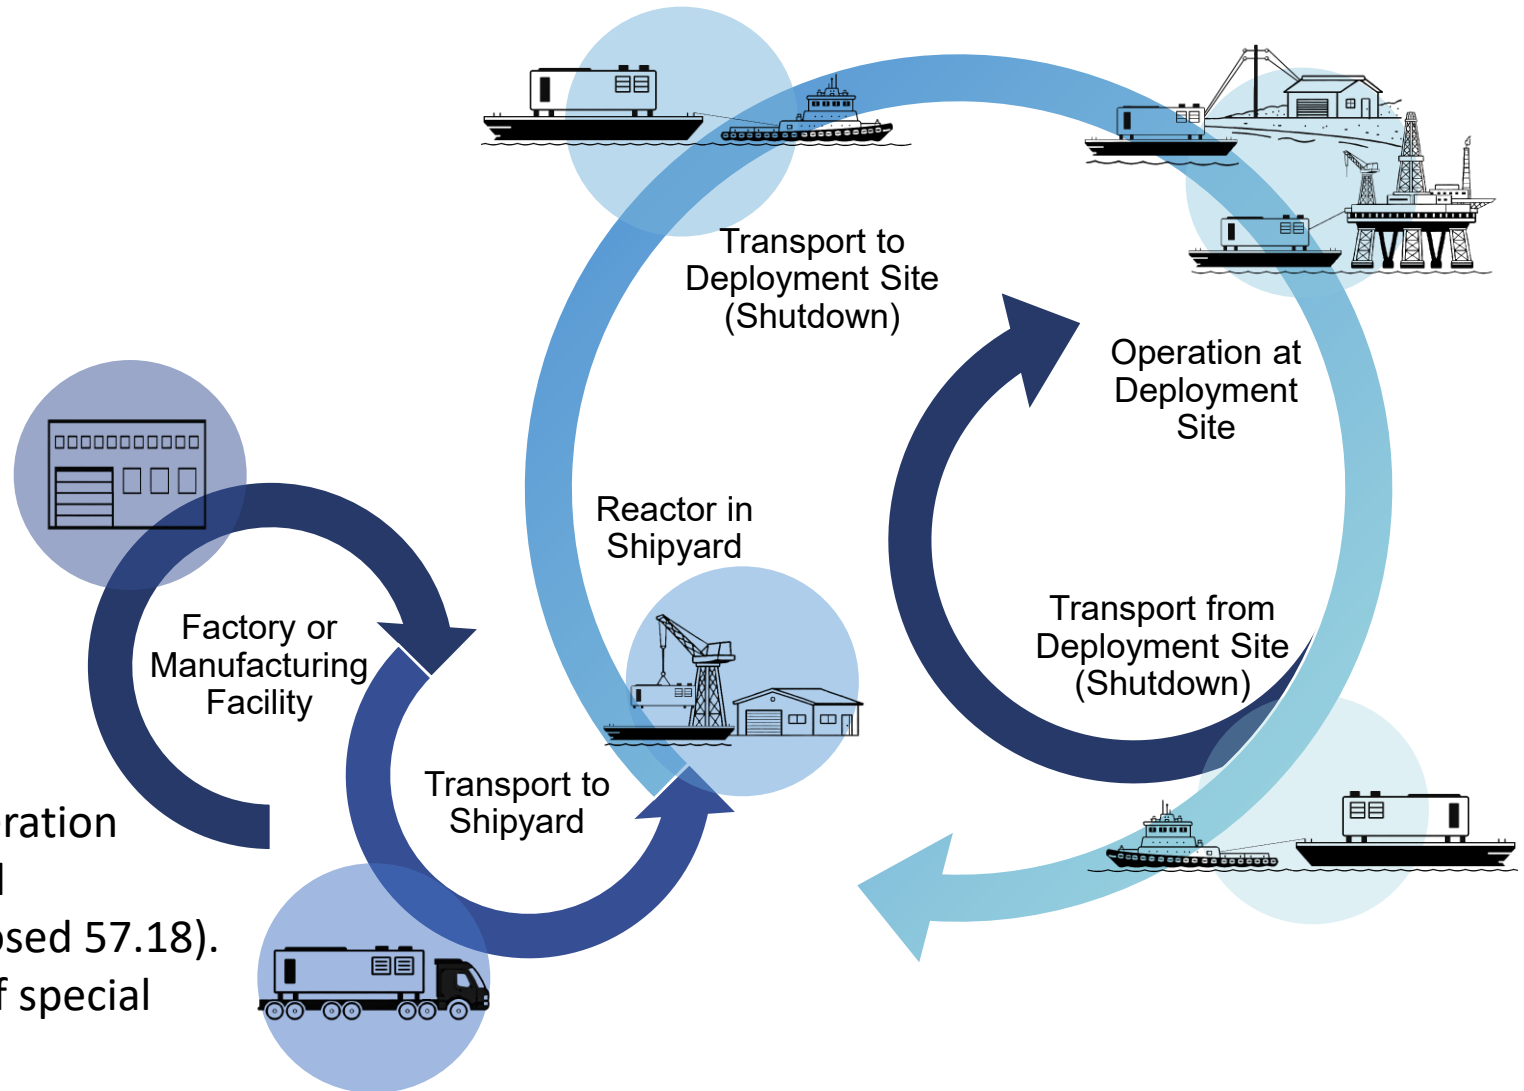 Transport to
Deployment Site
(Shutdown)
Operation at
Deployment
Site
Reactor in
Shipyard
Transport from
Deployment Site
(Shutdown)
Factory or
Manufacturing
Facility
Transport to
Shipyard
osed 57.18).
special